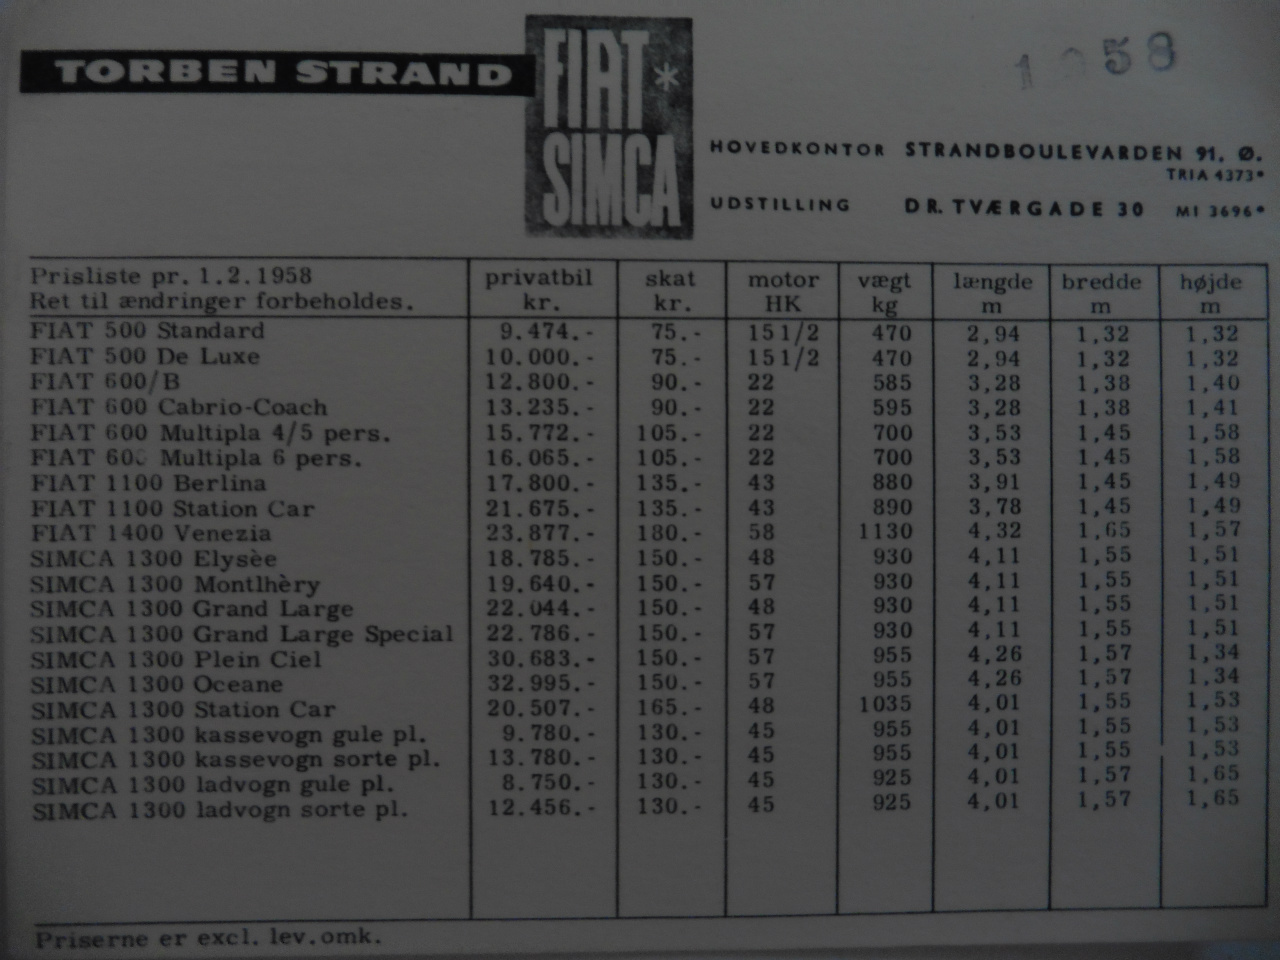 TORBEN STRAND
FIAT
SIMCA
1958
HOVEDKONTOR STRANDBOULEVARDEN 91. Ø.
TRIA 4373*
UDSTILLING DR. TVÆRGADE 30 MI 3696*
Prisliste pr. 1.2.1958 privatbil skat motor vægt længde bredde højde
Ret til ændringer forbeholdes. kr. kr. HK kg m m m
FIAT 500 Standard 9.474.- 75.- 15 1/2 470 2,94 1,32 1,32
FIAT 500 De Luxe 10.000.- 75.- 15 1/2 470 2,94 1,32 1,32
FIAT 600/B 12.800.- 90.- 22 585 3,28 1,38 1,40
FIAT 600 Cabrio-Coach 13.235.- 90.- 22 595 3,28 1,38 1,41
FIAT 600 Multipla 4/5 pers. 15.772.- 105.- 22 700 3,53 1,45 1,58
FIAT 600 Multipla 6 pers. 16.065.- 105.- 22 700 3,53 1,45 1,58
FIAT 1100 Berlina 17.800.- 135.- 43 880 3,91 1,45 1,49
FIAT 1100 Station Car 21.675.- 135.- 43 890 3,78 1,45 1,49
FIAT 1400 Venezia 23.877.- 180.- 58 1130 4,32 1,65 1,57
SIMCA 1300 Elysèe 18.785.- 150.- 48 930 4,11 1,55 1,51
SIMCA 1300 Montlhèry 19.640.- 150.- 57 930 4,11 1,55 1,51
SIMCA 1300 Grand Large 22.044.- 150.- 48 930 4,11 1,55 1,51
SIMCA 1300 Grand Large Special 22.786.- 150.- 57 930 4,11 1,55 1,51
SIMCA 1300 Plein Ciel 30.683.- 150.- 57 955 4,26 1,57 1,34
SIMCA 1300 Oceane 32.995.- 150.- 57 955 4,26 1,57 1,34
SIMCA 1300 Station Car 20.507.- 165.- 48 1035 4,01 1,55 1,53
SIMCA 1300 kassevogn gule pl. 9.780.- 130.- 45 955 4,01 1,55 1,53
SIMCA 1300 kassevogn sorte pl. 13.780.- 130.- 45 955 4,01 1,55 1,53
SIMCA 1300 ladvogn gule pl. 8.750.- 130.- 45 925 4,01 1,57 1,65
SIMCA 1300 ladvogn sorte pl. 12.456.- 130.- 45 925 4,01 1,57 1,65
Priserne er excl. lev.omk.